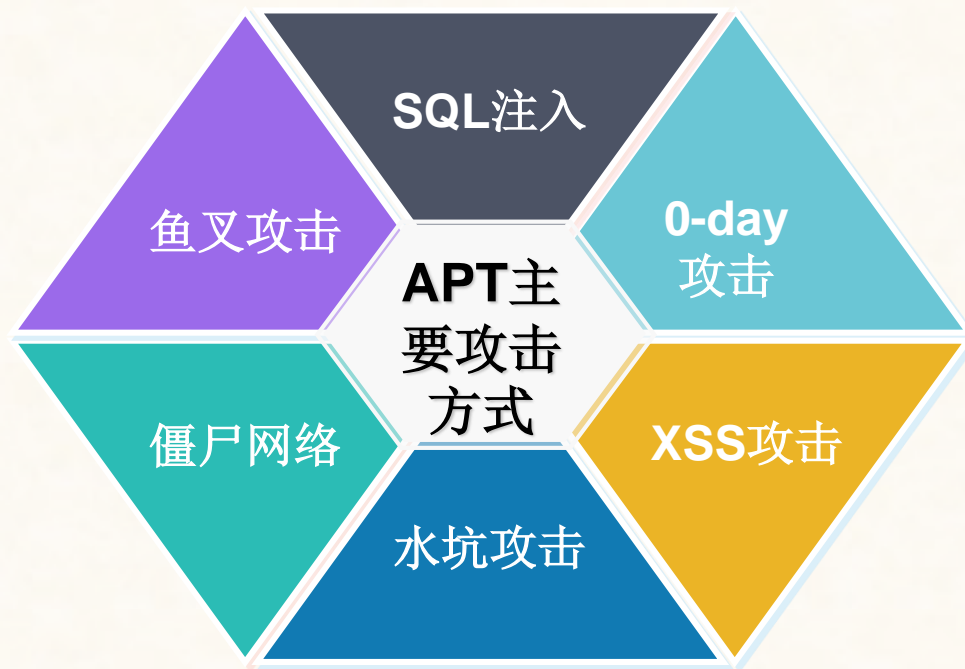 SQL注入
鱼叉攻击
0-day
攻击
APT主
要攻击
方式
僵尸网络
XSS攻击
水坑攻击